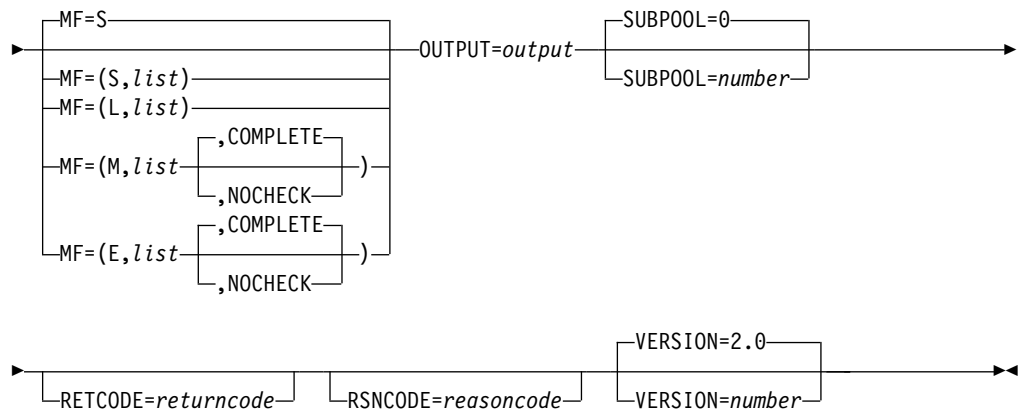 MF=S
OUTPUT=output
SUBPOOL=0
SUBPOOL=number
MF=(S,list)
MF=(L,list)
MF=(M,list
,COMPLETE
,NOCHECK
)
MF=(E,list
,COMPLETE
,NOCHECK
)
RETCODE=returncode
RSNCODE=reasoncode
VERSION=2.0
VERSION=number